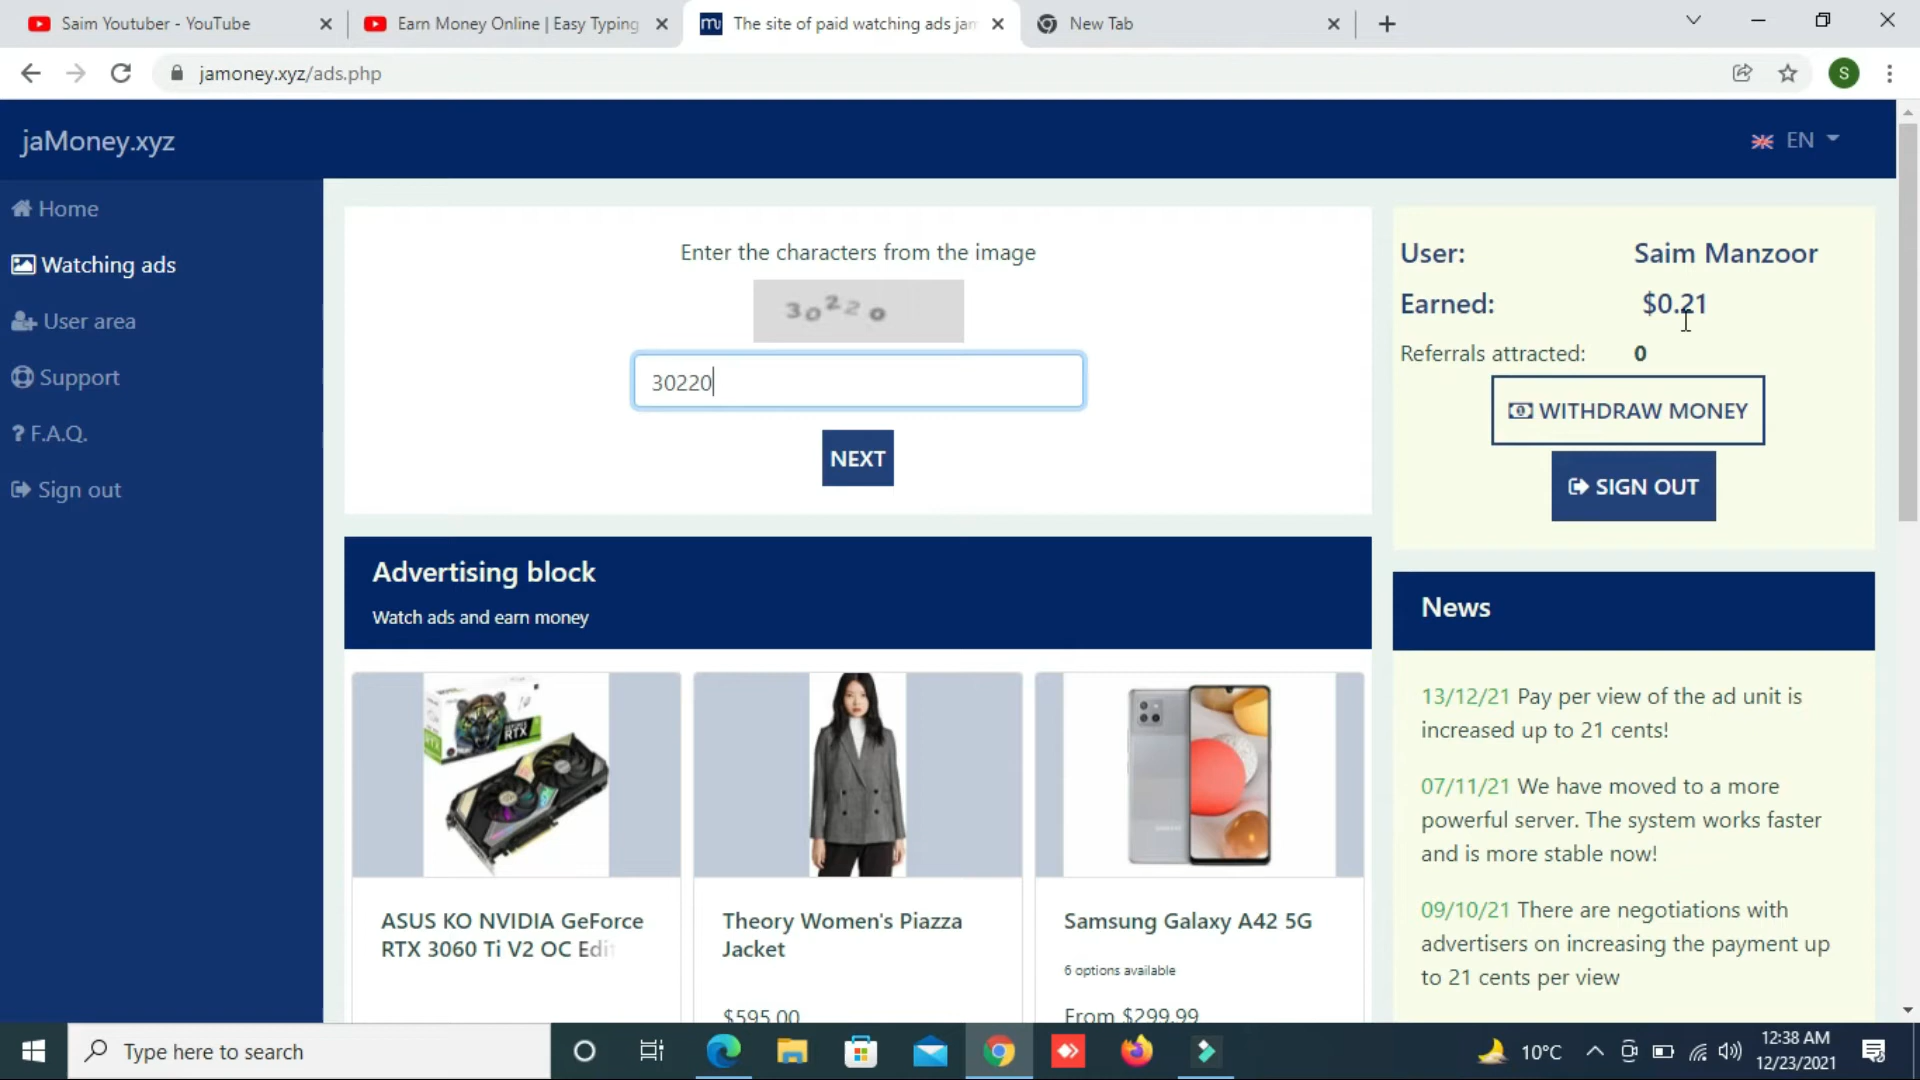 Saim Youtuber - YouTube
Earn Money Online | Easy Typing
The site of paid watching ads jam
New Tab
jamoney.xyz/ads.php
S
jaMoney.xyz
EN
Home
Watching ads
User area
Support
? F.A.Q.
Sign out
Enter the characters from the image
30220
30220
NEXT
User: Saim Manzoor
Earned: $0.21
Referrals attracted: 0
WITHDRAW MONEY
SIGN OUT
Advertising block
Watch ads and earn money
ASUS KO NVIDIA GeForce
RTX 3060 Ti V2 OC Edit
Theory Women's Piazza
Jacket
$595.00
Samsung Galaxy A42 5G
6 options available
From $299.99
News
13/12/21 Pay per view of the ad unit is
increased up to 21 cents!
07/11/21 We have moved to a more
powerful server. The system works faster
and is more stable now!
09/10/21 There are negotiations with
advertisers on increasing the payment up
to 21 cents per view
Type here to search
10°C
12:38 AM
12/23/2021